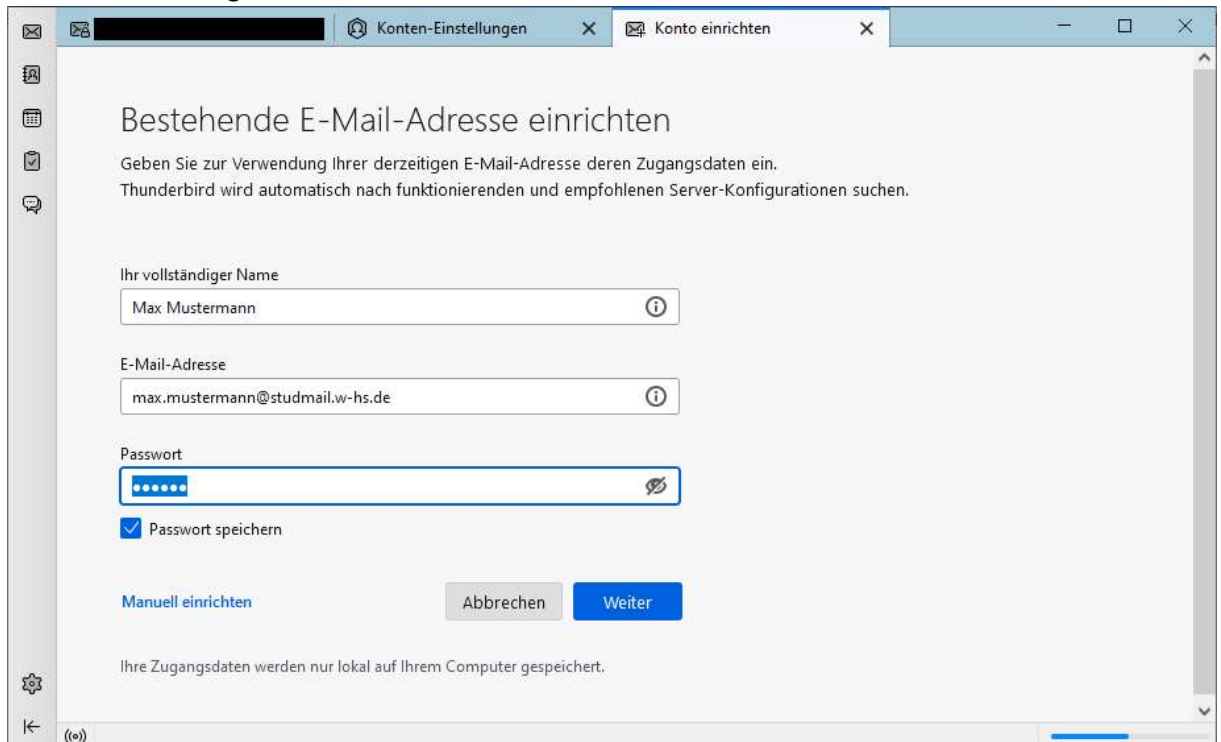 Konten-Einstellungen
Konto einrichten
Bestehende E-Mail-Adresse einrichten
Geben Sie zur Verwendung Ihrer derzeitigen E-Mail-Adresse deren Zugangsdaten ein.
Thunderbird wird automatisch nach funktionierenden und empfohlenen Server-Konfigurationen suchen.
Ihr vollständiger Name
Max Mustermann
E-Mail-Adresse
max.mustermann@studmail.w-hs.de
Passwort
••••••
Passwort speichern
Manuell einrichten
Abbrechen
Weiter
Ihre Zugangsdaten werden nur lokal auf Ihrem Computer gespeichert.